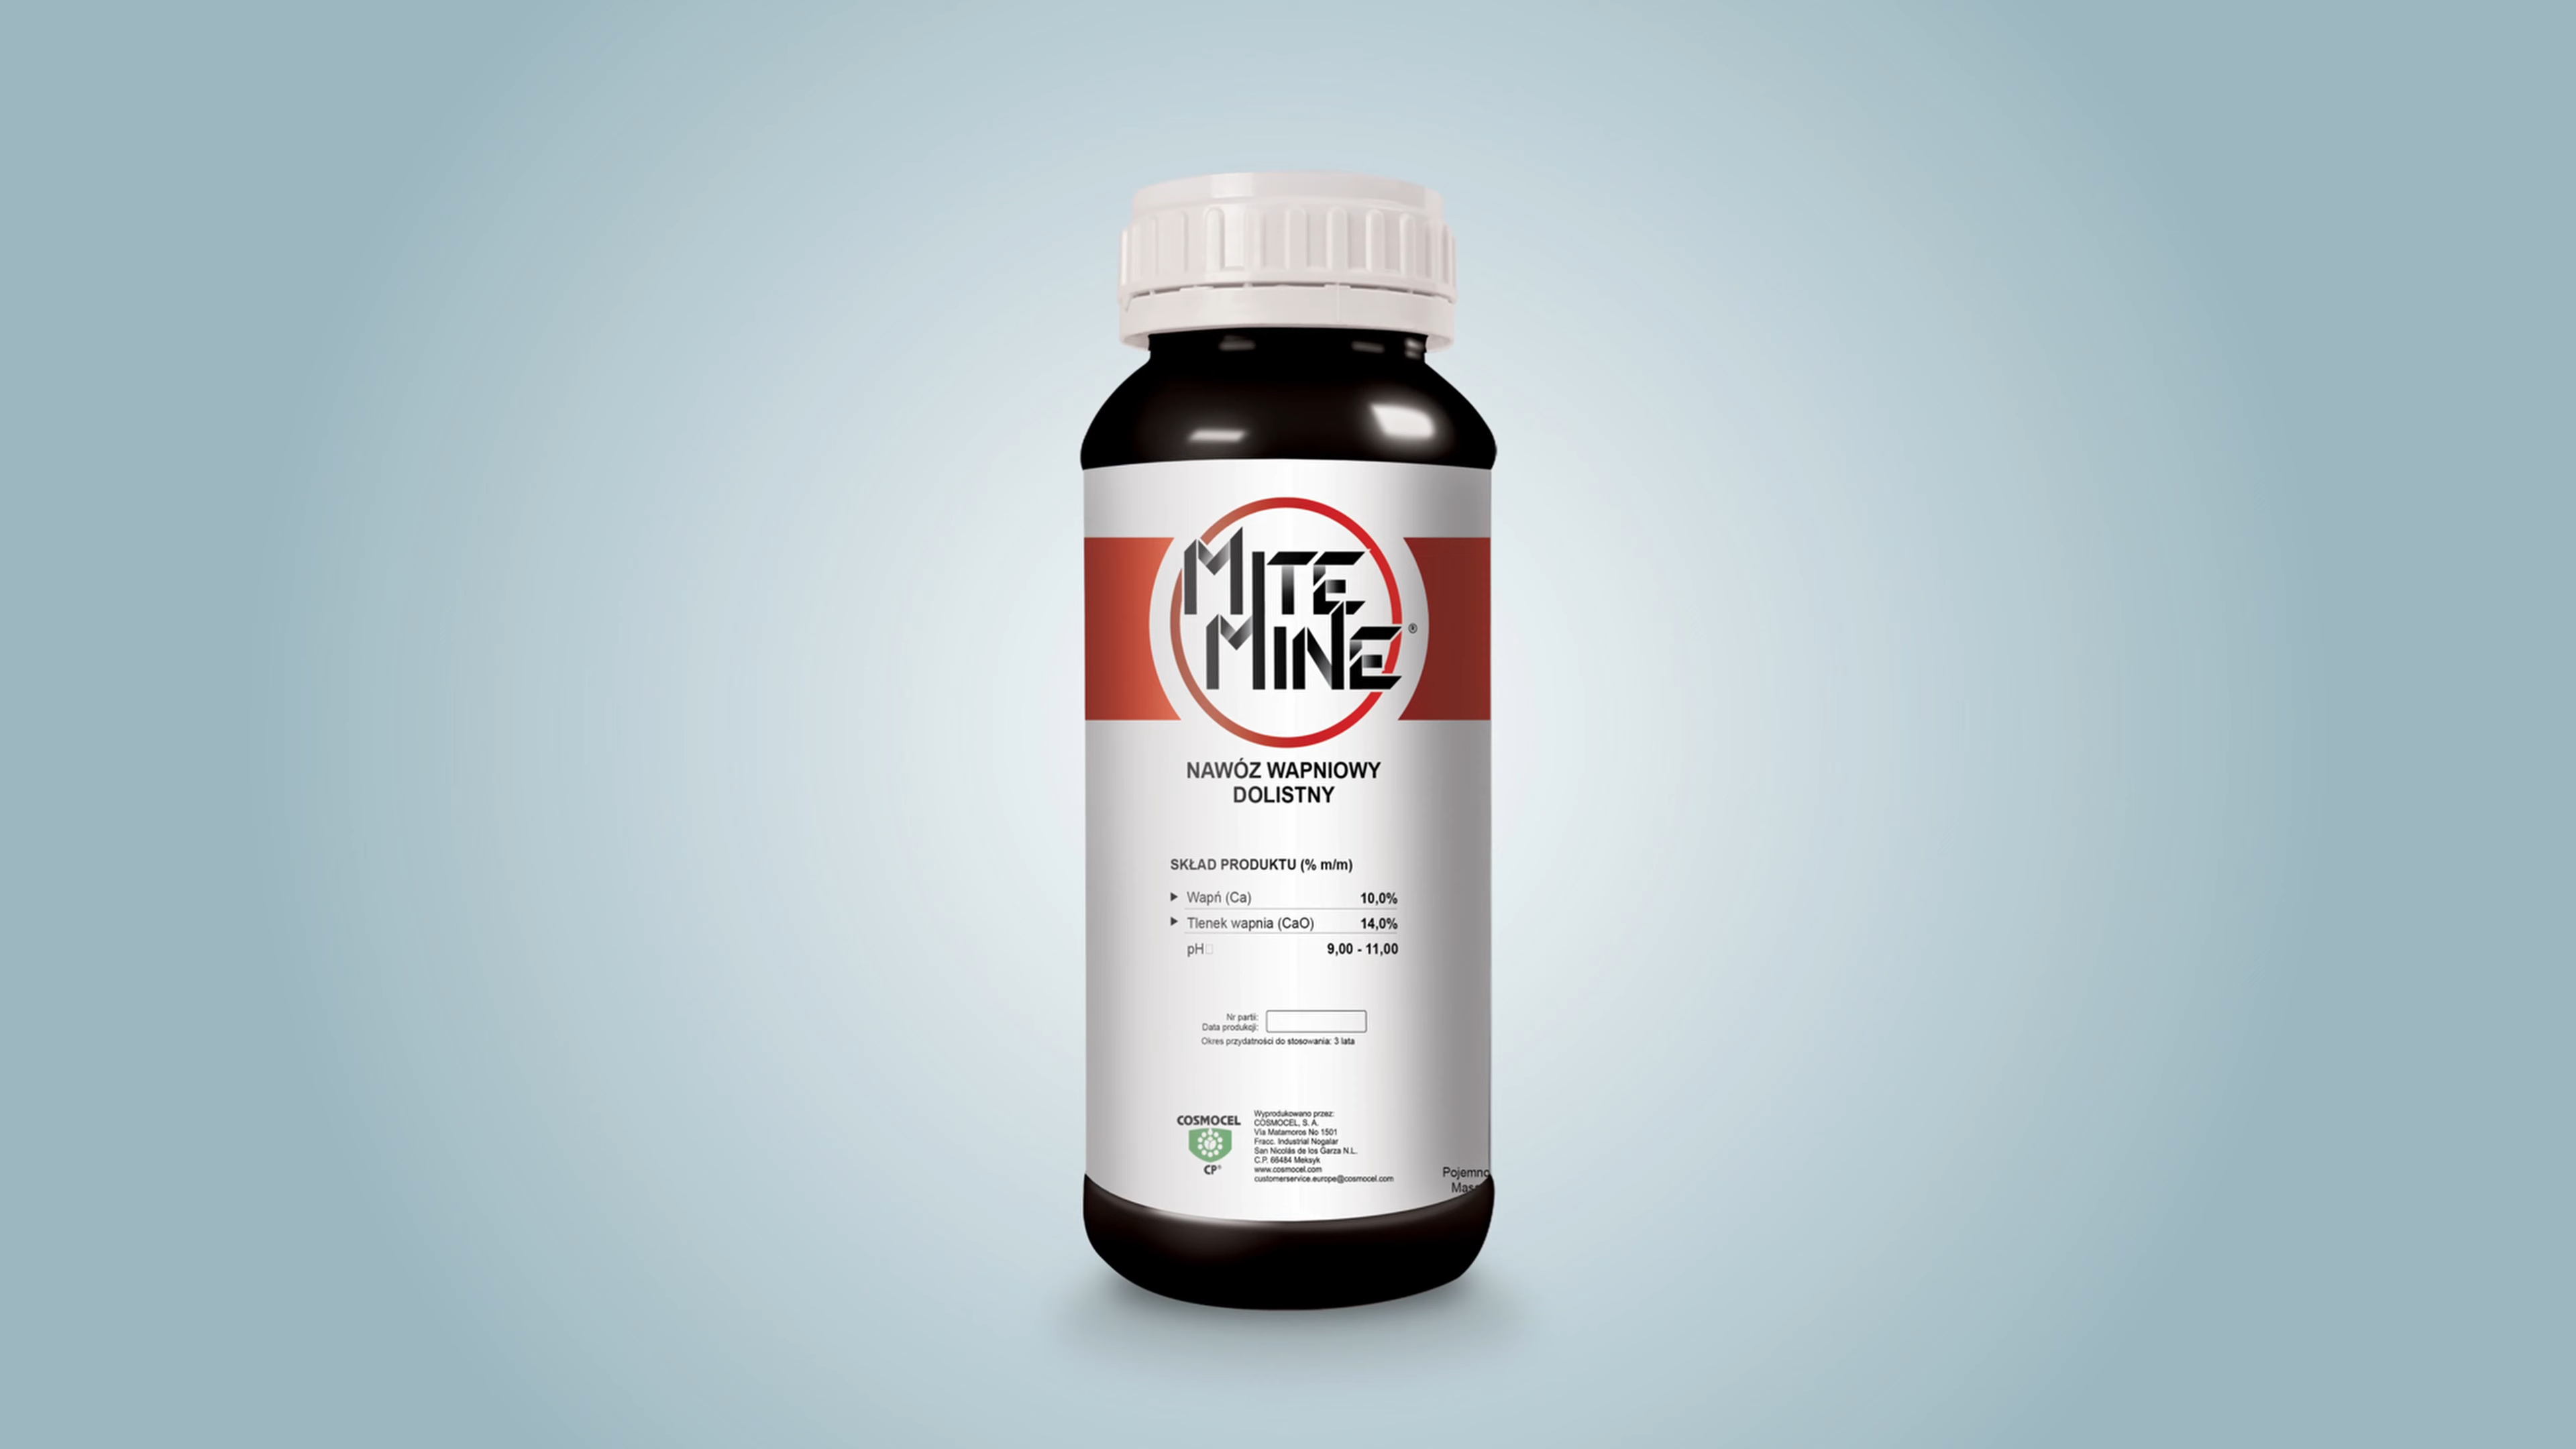 MITE
MINE®
NAWÓZ WAPNIOWY
DOLISTNY
SKŁAD PRODUKTU (% m/m)
Wapń (Ca) 10,0%
Tlenek wapnia (CaO) 14,0%
pH 9,00 - 11,00
Nr partii:
Data produkcji:
Okres przydatności do stosowania: 3 lata
COSMOCEL
CP®
Wyprodukowano przez:
COSMOCEL, S. A.
Vía Matamoros No 1501
Fracc. Industrial Nogalar
San Nicolás de los Garza N.L.
C.P. 66484 Meksyk
www.cosmocel.com
customerservice.europe@cosmocel.com